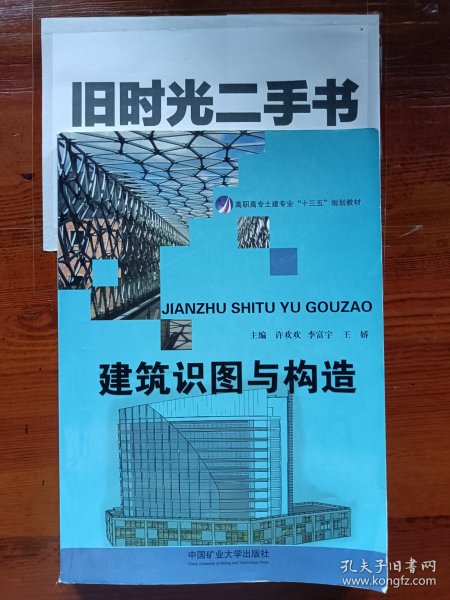 旧时光二手书
高职高专土建专业“十三五”规划教材
JIANZHU SHITU YU GOUZAO
主编 许欢欢 李富宇 王 娇
建筑识图与构造
中国矿业大学出版社
China University of Mining and Technology Press
孔夫子旧书网
www.kongfz.com